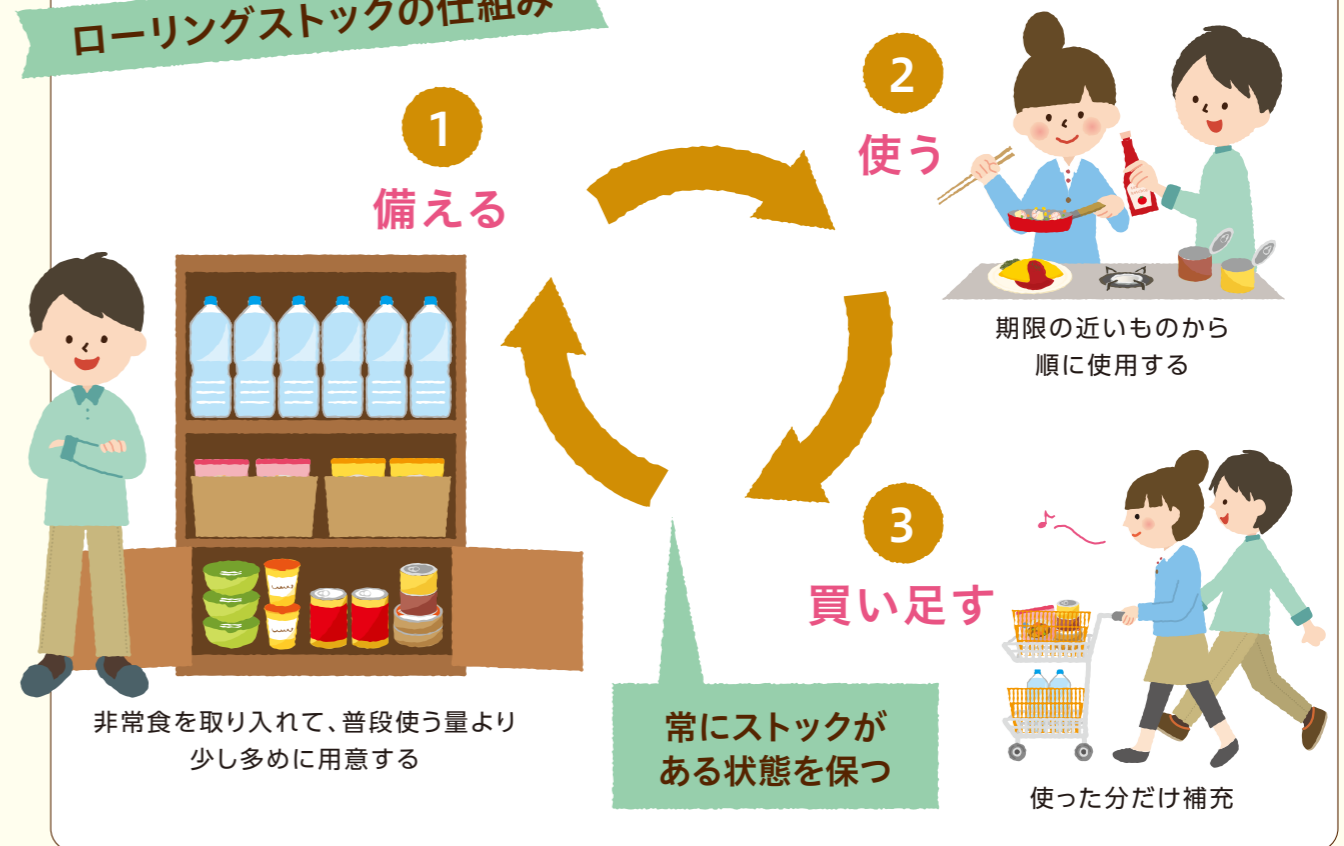 ローリングストックの仕組み
1
備える
非常食を取り入れて、普段使う量より
少し多めに用意する
2
使う
期限の近いものから
順に使用する
3
買い足す
使った分だけ補充
常にストックが
ある状態を保つ